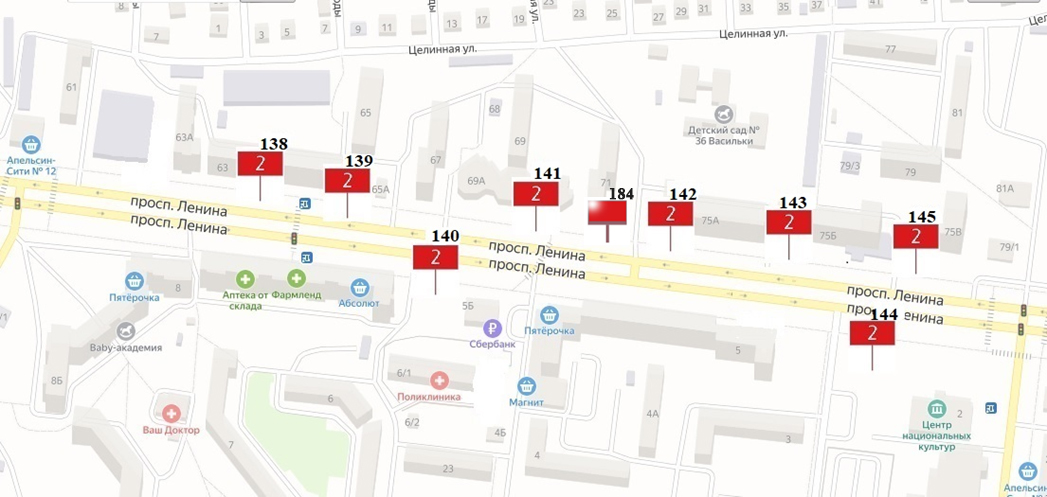 8
7
1
3
5
7
9
11
13
17
19
23
25
27
29
31
33
35
37
41
Целинная ул.
Целинная ул.
77
61
63А
65
67
68
69
81
Детский сад №
36 Васильки
Апельсин-
Сити № 12
63
138
2
139
2
65А
69А
141
2
71
184
142
2
75А
143
2
75Б
79/3
79
145
2
75В
81А
79/1
просп. Ленина
просп. Ленина
140
2
просп. Ленина
просп. Ленина
просп. Ленина
144
2
8
Пятёрочка
Аптека от
склада
Фармленд
Абсолют
5Б
Сбербанк
Пятёрочка
5
Baby-академия
8Б
6/1
Поликлиника
Магнит
6
Ваш Доктор
6/2
4Б
4А
7
23
4
3
2
Центр
национальных
культур